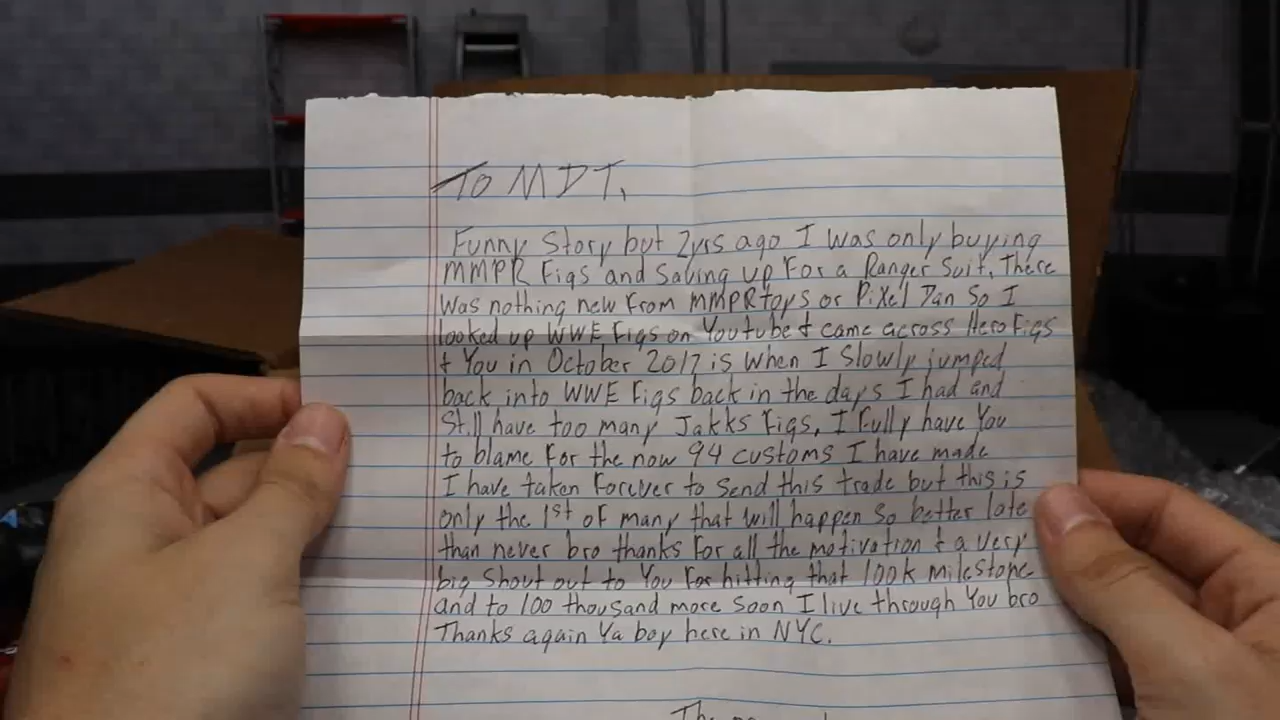 To MDT,
Funny Story but 2yrs ago I was only buying
MMPR Figs and Saving up For a Ranger Suit, There
Was nothing new From MMPRtoys or Pixel Dan So I
looked up WWE Figs on Youtube & came across HeroFigs
& You in October 2017 is when I Slowly jumped
back into WWE Figs back in the days I had and
Still have too many Jakks Figs, I Fully have You
to blame For the now 94 customs I have made
I have taken Forever to Send this trade but this is
only the 1st of many that will happen So better late
than never bro thanks For all the motivation & a very
big Shout out to You For hitting that 100k milestone
and to 100 thousand more Soon I live through You bro
Thanks again Ya boy here in NYC.